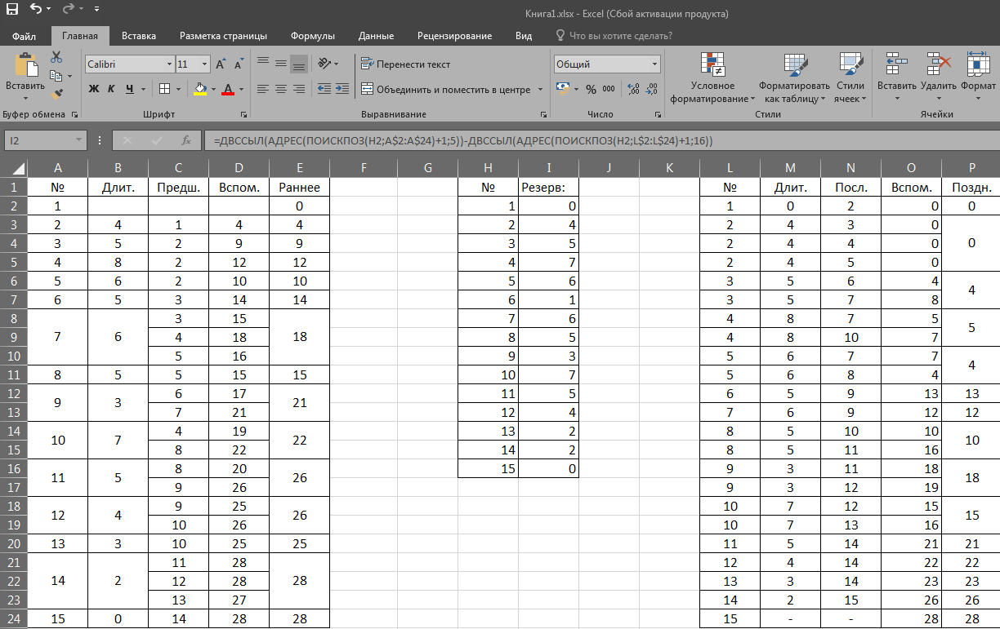 Книга1.xlsx - Excel (Сбой активации продукта)
Файл Главная Вставка Разметка страницы Формулы Данные Рецензирование Вид Что вы хотите сделать?
Calibri 11 Перенести текст Общий
Вставить Ж К Ч Объединить и поместить в центре % 000 Условное форматирование Форматировать как таблицу Стили ячеек Вставить Удалить Формат
Буфер обмена Шрифт Выравнивание Число Стили Ячейки
I2 fx =ДВССЫЛ(АДРЕС(ПОИСКПОЗ(H2;A$2:A$24)+1;5))-ДВССЫЛ(АДРЕС(ПОИСКПОЗ(H2;L$2:L$24)+1;16))
A B C D E F G H I J K L M N O P
1 № Длит. Предш. Вспом. Раннее № Резерв: № Длит. Посл. Вспом. Поздн.
2 1 0 1 0 1 0 2 0 0
3 2 4 1 4 4 2 4 2 4 3 0
4 3 5 2 9 9 3 5 2 4 4 0 0
5 4 8 2 12 12 4 7 2 4 5 0
6 5 6 2 10 10 5 6 3 5 6 4 4
7 6 5 3 14 14 6 1 3 5 7 8
8 3 15 7 6 4 8 7 5 5
9 7 6 4 18 18 8 5 4 8 10 7
10 5 16 9 3 5 6 7 7 4
11 8 5 5 15 15 10 7 5 6 8 4
12 9 3 6 17 21 11 5 6 5 9 13 13
13 7 21 12 4 7 6 9 12 12
14 10 7 4 19 22 13 2 8 5 10 10 10
15 8 22 14 2 8 5 11 16
16 11 5 8 20 26 15 0 9 3 11 18 18
17 9 26 9 3 12 19
18 12 4 9 25 26 10 7 12 15 15
19 10 26 10 7 13 16
20 13 3 10 25 25 11 5 14 21 21
21 11 28 12 4 14 22 22
22 14 2 12 28 28 13 3 14 23 23
23 13 27 14 2 15 26 26
24 15 0 14 28 28 15 - - 28 28